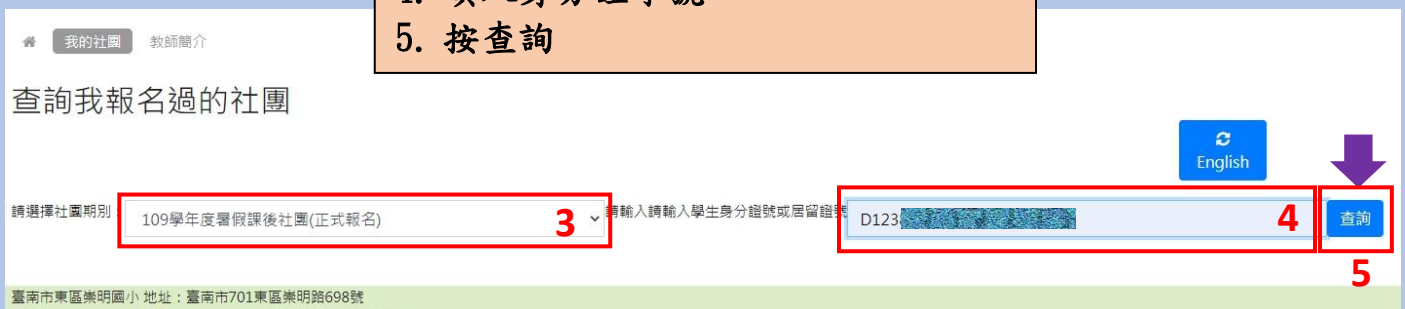 5. 按查詢
我的社團 教師簡介
查詢我報名過的社團
English
請選擇社團期別：
109學年度暑假課後社團(正式報名)
3
請輸入請輸入學生身分證號或居留證號
D123
4
查詢
5
臺南市東區崇明國小 地址：臺南市701東區崇明路698號